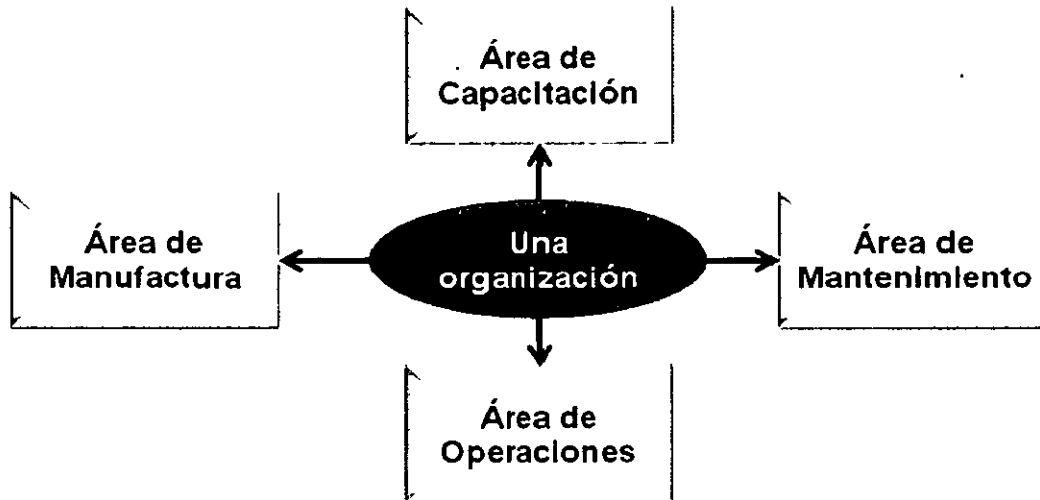 Área de
Capacitación
Área de
Manufactura
Una
organización
Área de
Mantenimiento
Área de
Operaciones